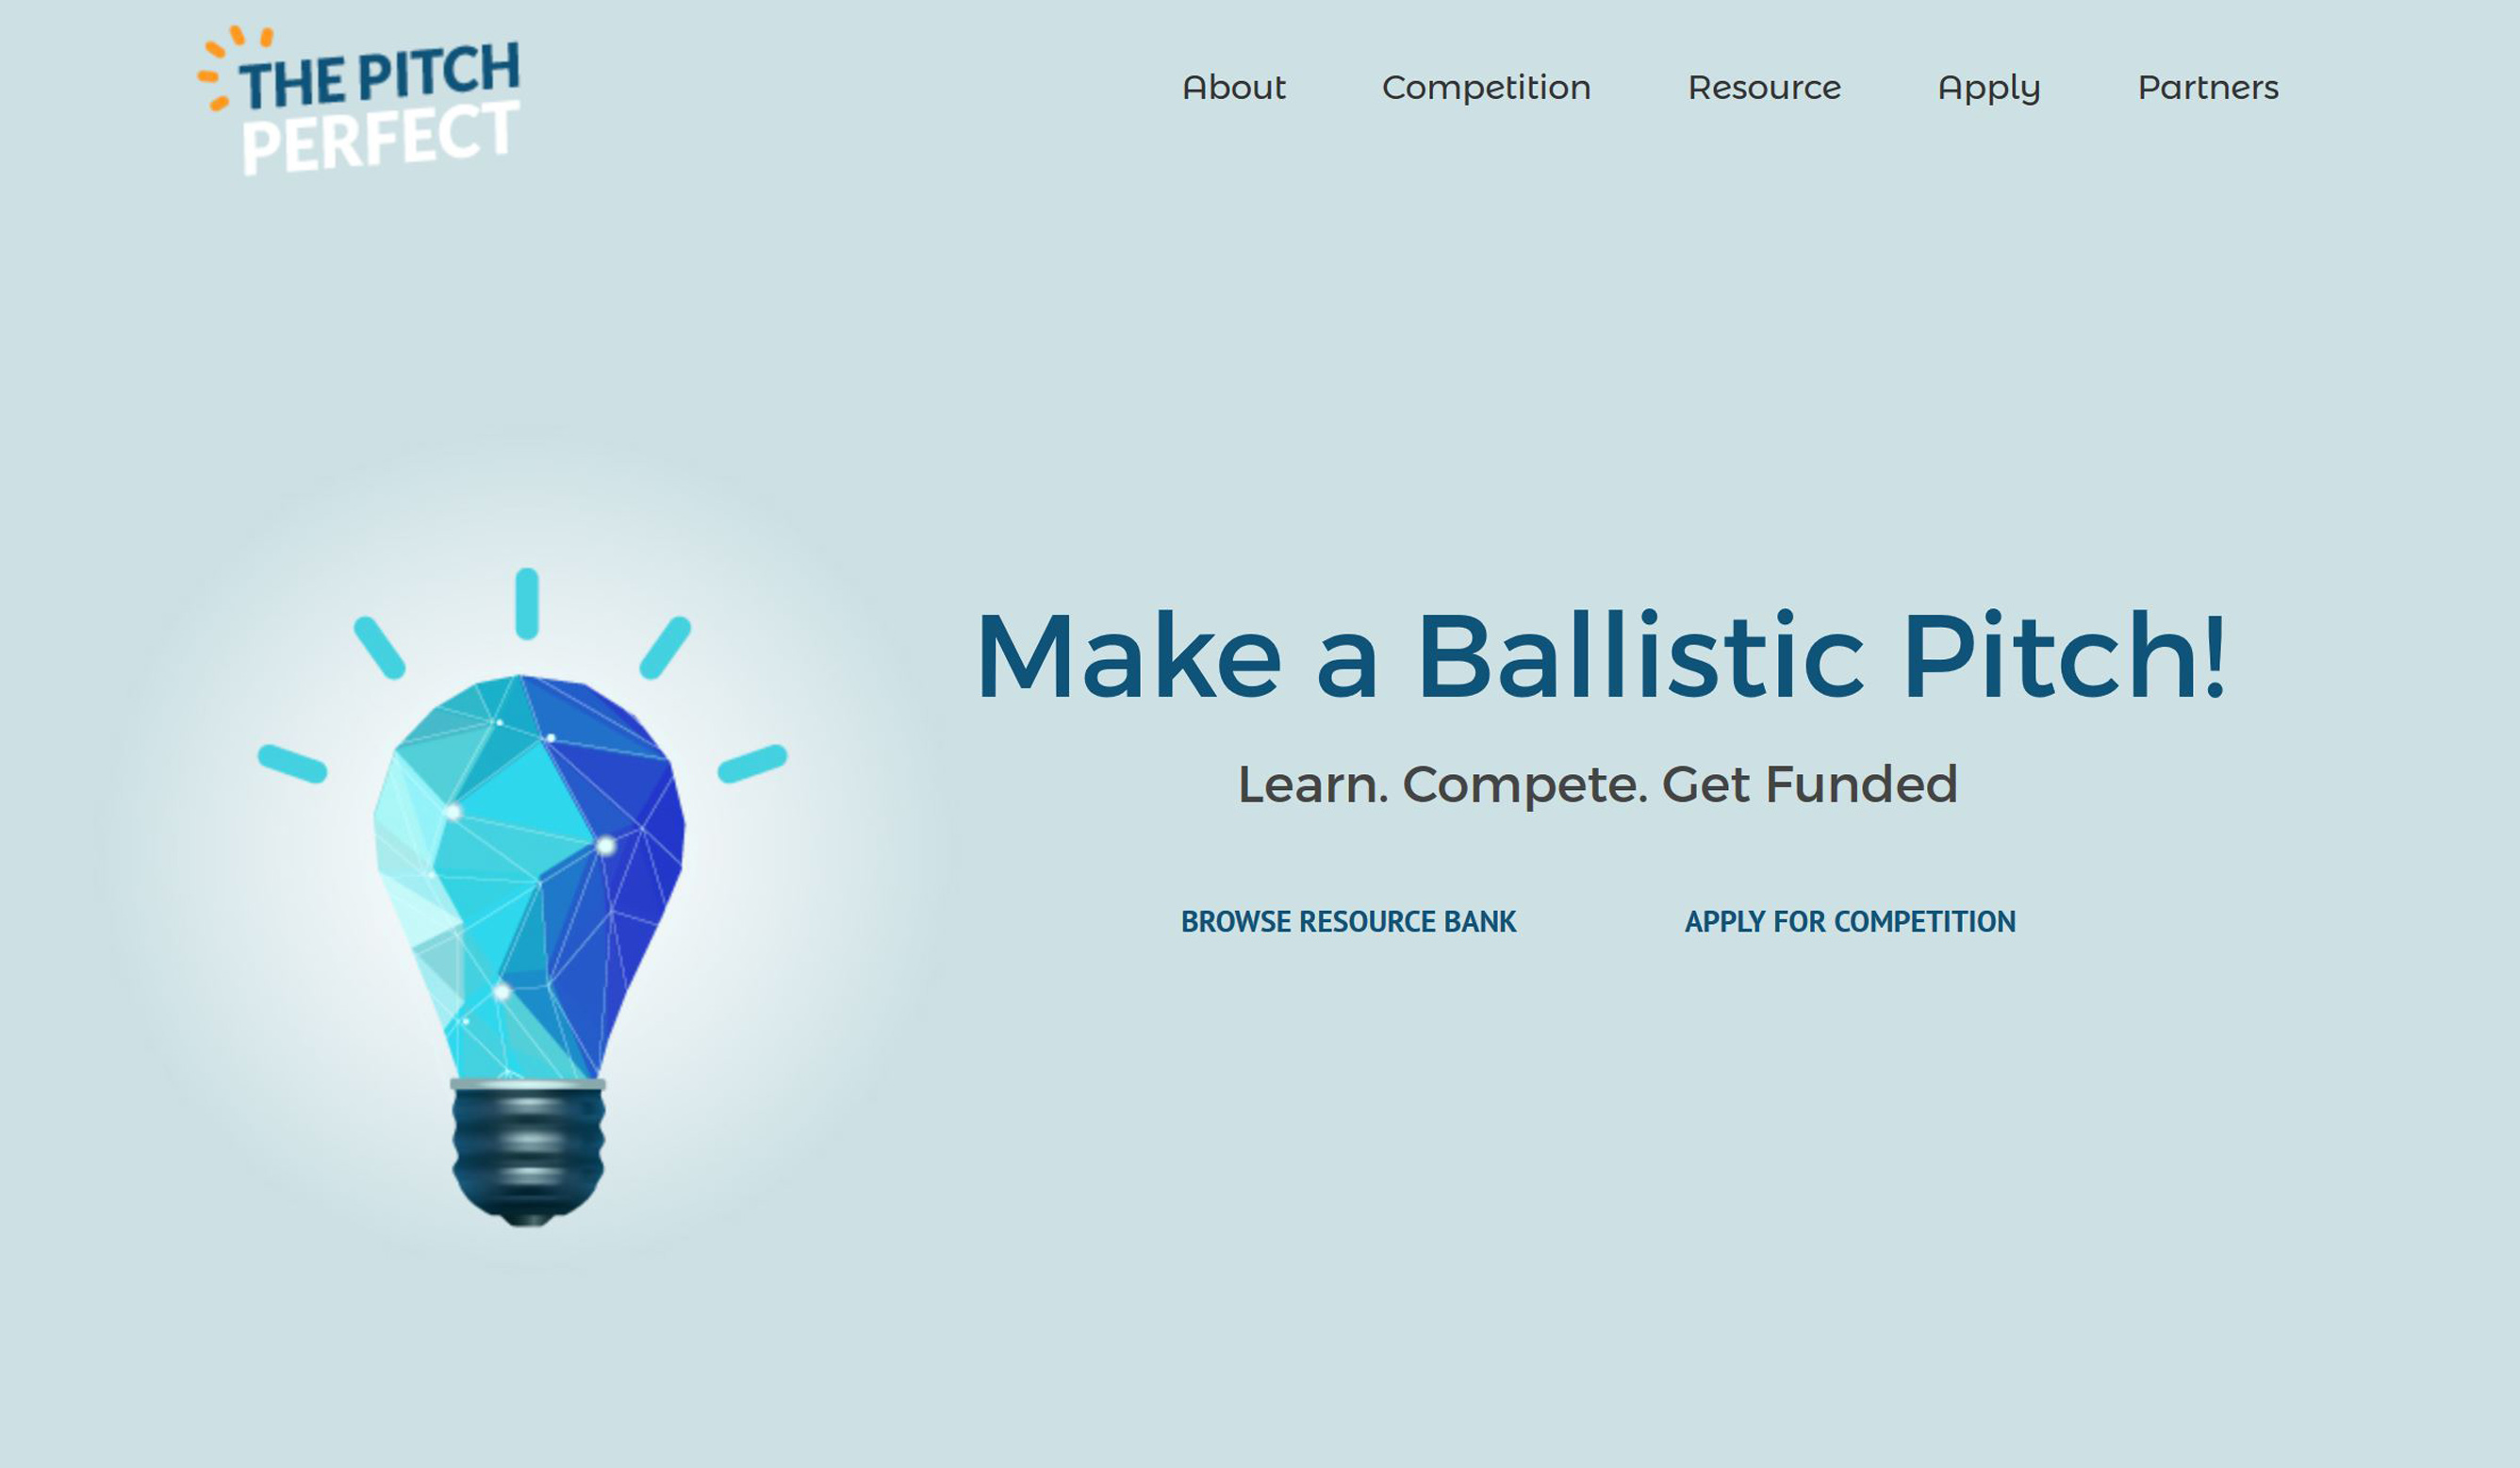 THE PITCH
PERFECT
About Competition Resource Apply Partners
Make a Ballistic Pitch!
Learn. Compete. Get Funded
BROWSE RESOURCE BANK APPLY FOR COMPETITION